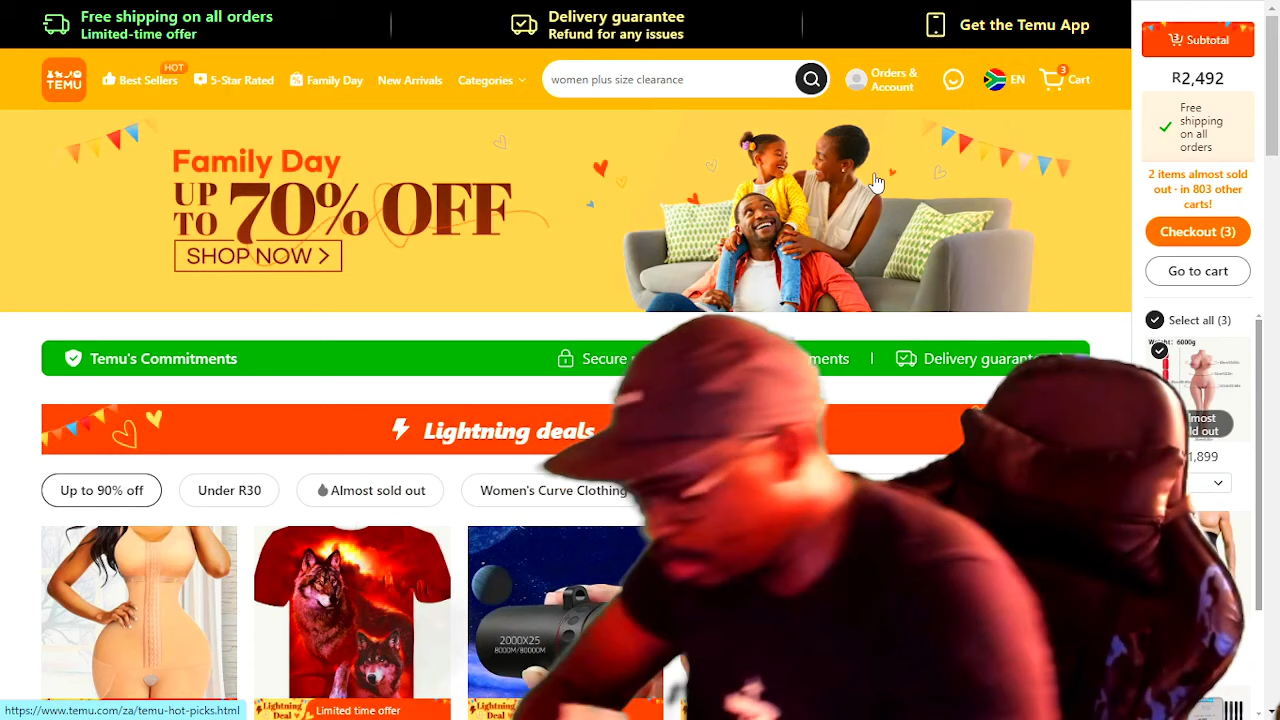 Free shipping on all orders
Limited-time offer
Delivery guarantee
Refund for any issues
Get the Temu App
TEMU
Best Sellers
HOT
5-Star Rated
Family Day
New Arrivals
Categories
women plus size clearance
Orders &
Account
EN
3
Cart
Family Day
UP
TO
70% OFF
SHOP NOW >
Temu's Commitments
Secure
ments
Delivery guarant
Lightning deals
Up to 90% off
Under R30
Almost sold out
Women's Curve Clothing
2000X25
8000M/80000M
Lightning
Deal
Limited time offer
Lightning
Deal
https://www.temu.com/za/temu-hot-picks.html
Subtotal
R2,492
Free
shipping
on all
orders
2 items almost sold
out · in 803 other
carts!
Checkout (3)
Go to cart
Select all (3)
Weight: 6000g
most
ld out
1,899